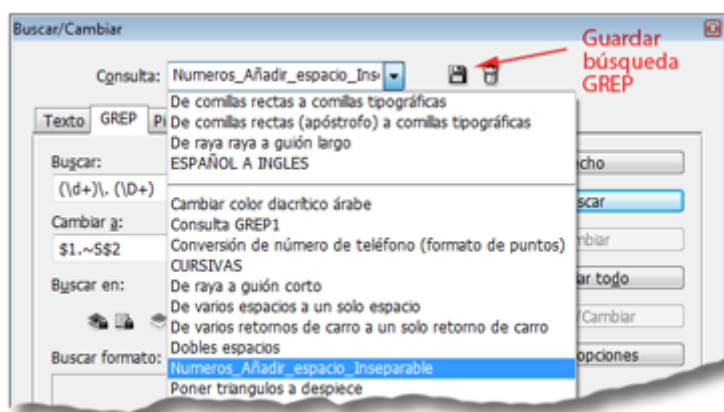 Buscar/Cambiar
Guardar
búsqueda
GREP
Consulta: Numeros_Añadir_espacio_Ins
De comillas rectas a comillas tipográficas
De comillas rectas (apóstrofo) a comillas tipográficas
De raya raya a guión largo
ESPAÑOL A INGLES
Cambiar color diacrítico árabe
Consulta GREP1
Conversión de número de teléfono (formato de puntos)
CURSIVAS
De raya a guión corto
De varios espacios a un solo espacio
De varios retornos de carro a un solo retorno de carro
Dobles espacios
Numeros_Añadir_espacio_Inseparable
Poner triangulos a despiece
Texto GREP Pi
Buscar:
(\d+)\. (\D+)
Cambiar a:
$1.~S$2
Buscar en:
Buscar formato:
cho
scar
mbiar
ar todo
/Cambiar
opciones